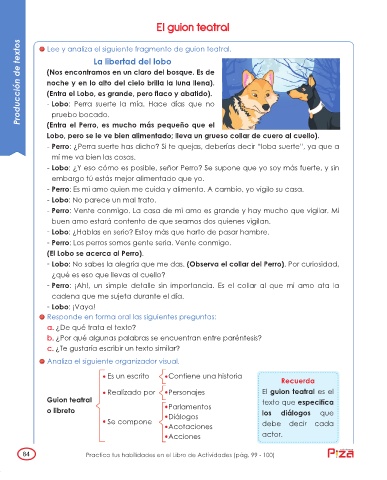 El guion teatral
Producción de textos
Lee y analiza el siguiente fragmento de guion teatral.
La libertad del lobo
(Nos encontramos en un claro del bosque. Es de
noche y en lo alto del cielo brilla la luna llena).
(Entra el Lobo, es grande, pero flaco y abatido).
- Lobo: Perra suerte la mía. Hace días que no
pruebo bocado.
(Entra el Perro, es mucho más pequeño que el
Lobo, pero se le ve bien alimentado; lleva un grueso collar de cuero al cuello).
- Perro: ¿Perra suerte has dicho? Si te quejas, deberías decir "loba suerte", ya que a
mí me va bien las cosas.
- Lobo: ¿Y eso cómo es posible, señor Perro? Se supone que yo soy más fuerte, y sin
embargo tú estás mejor alimentado que yo.
- Perro: Es mi amo quien me cuida y alimenta. A cambio, yo vigilo su casa.
- Lobo: No parece un mal trato.
- Perro: Vente conmigo. La casa de mi amo es grande y hay mucho que vigilar. Mi
buen amo estará contento de que seamos dos quienes vigilan.
- Lobo: ¿Hablas en serio? Estoy más que harto de pasar hambre.
- Perro: Los perros somos gente seria. Vente conmigo.
(El Lobo se acerca al Perro).
- Lobo: No sabes la alegría que me das. (Observa el collar del Perro). Por curiosidad,
¿qué es eso que llevas al cuello?
- Perro: ¡Ah!, un simple detalle sin importancia. Es el collar al que mi amo ata la
cadena que me sujeta durante el día.
- Lobo: ¡Vaya!
Responde en forma oral las siguientes preguntas:
a. ¿De qué trata el texto?
b. ¿Por qué algunas palabras se encuentran entre paréntesis?
c. ¿Te gustaría escribir un texto similar?
Analiza el siguiente organizador visual.
Guion teatral
o libreto
• Es un escrito
• Contiene una historia
• Realizado por
• Personajes
• Se compone
• Parlamentos
• Diálogos
• Acotaciones
• Acciones
Recuerda
El guion teatral es el
texto que especifica
los diálogos que
debe decir cada
actor.
84
Practica tus habilidades en el Libro de Actividades (pág. 99 - 100)
Piza